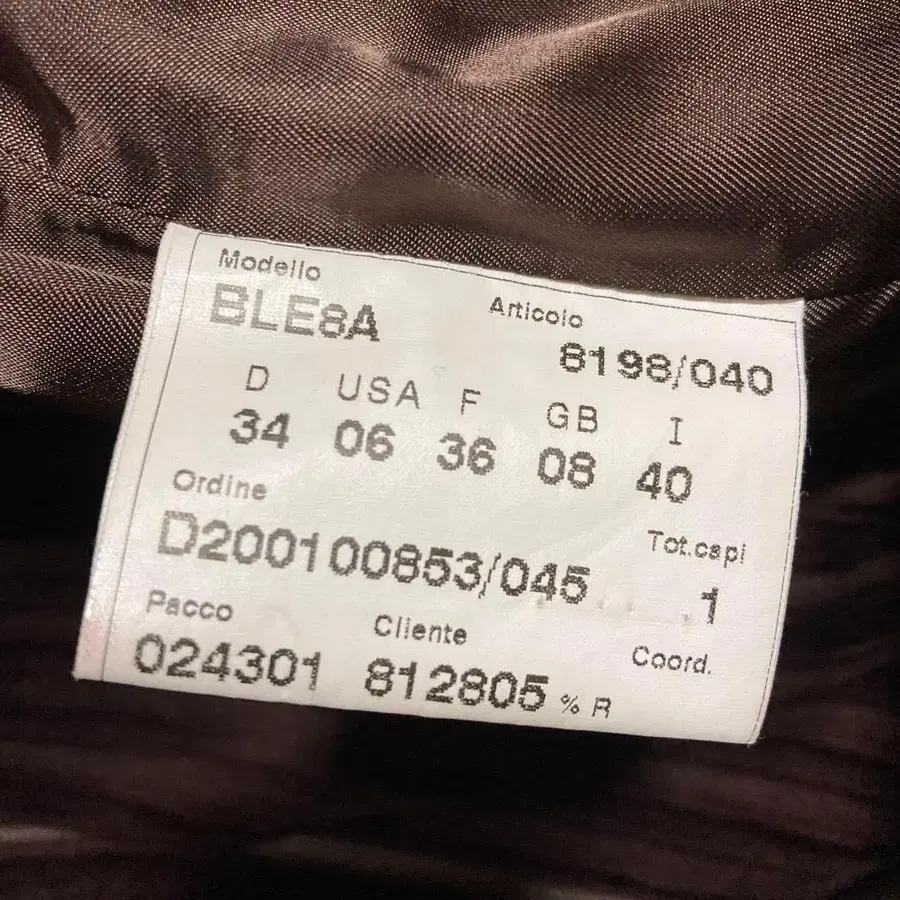 Modello Articolo
BLE8A 8198/040
D USA F GB I
34 06 36 08 40
Ordine Tot.capi
D200100853/045 1
Pacco Cliente Coord.
024301 812805 % R